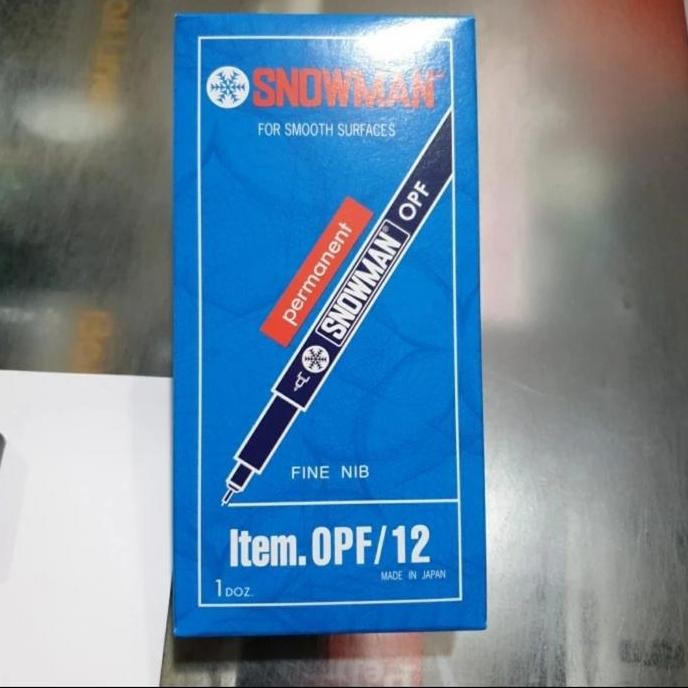 SNOWMAN
FOR SMOOTH SURFACES
permanent
SNOWMAN® OPF
FINE NIB
Item. OPF/12
MADE IN JAPAN
1 DOZ.